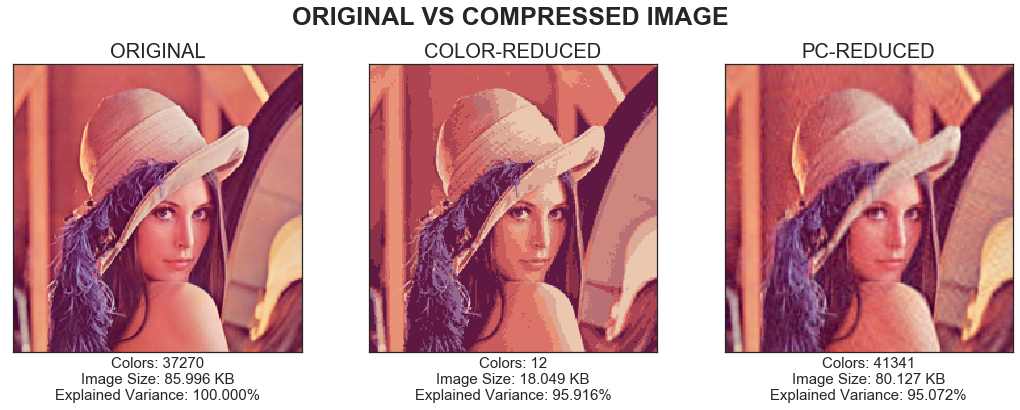 ORIGINAL VS COMPRESSED IMAGE
ORIGINAL
COLOR-REDUCED
PC-REDUCED
Colors: 37270
Image Size: 85.996 KB
Explained Variance: 100.000%
Colors: 12
Image Size: 18.049 KB
Explained Variance: 95.916%
Colors: 41341
Image Size: 80.127 KB
Explained Variance: 95.072%